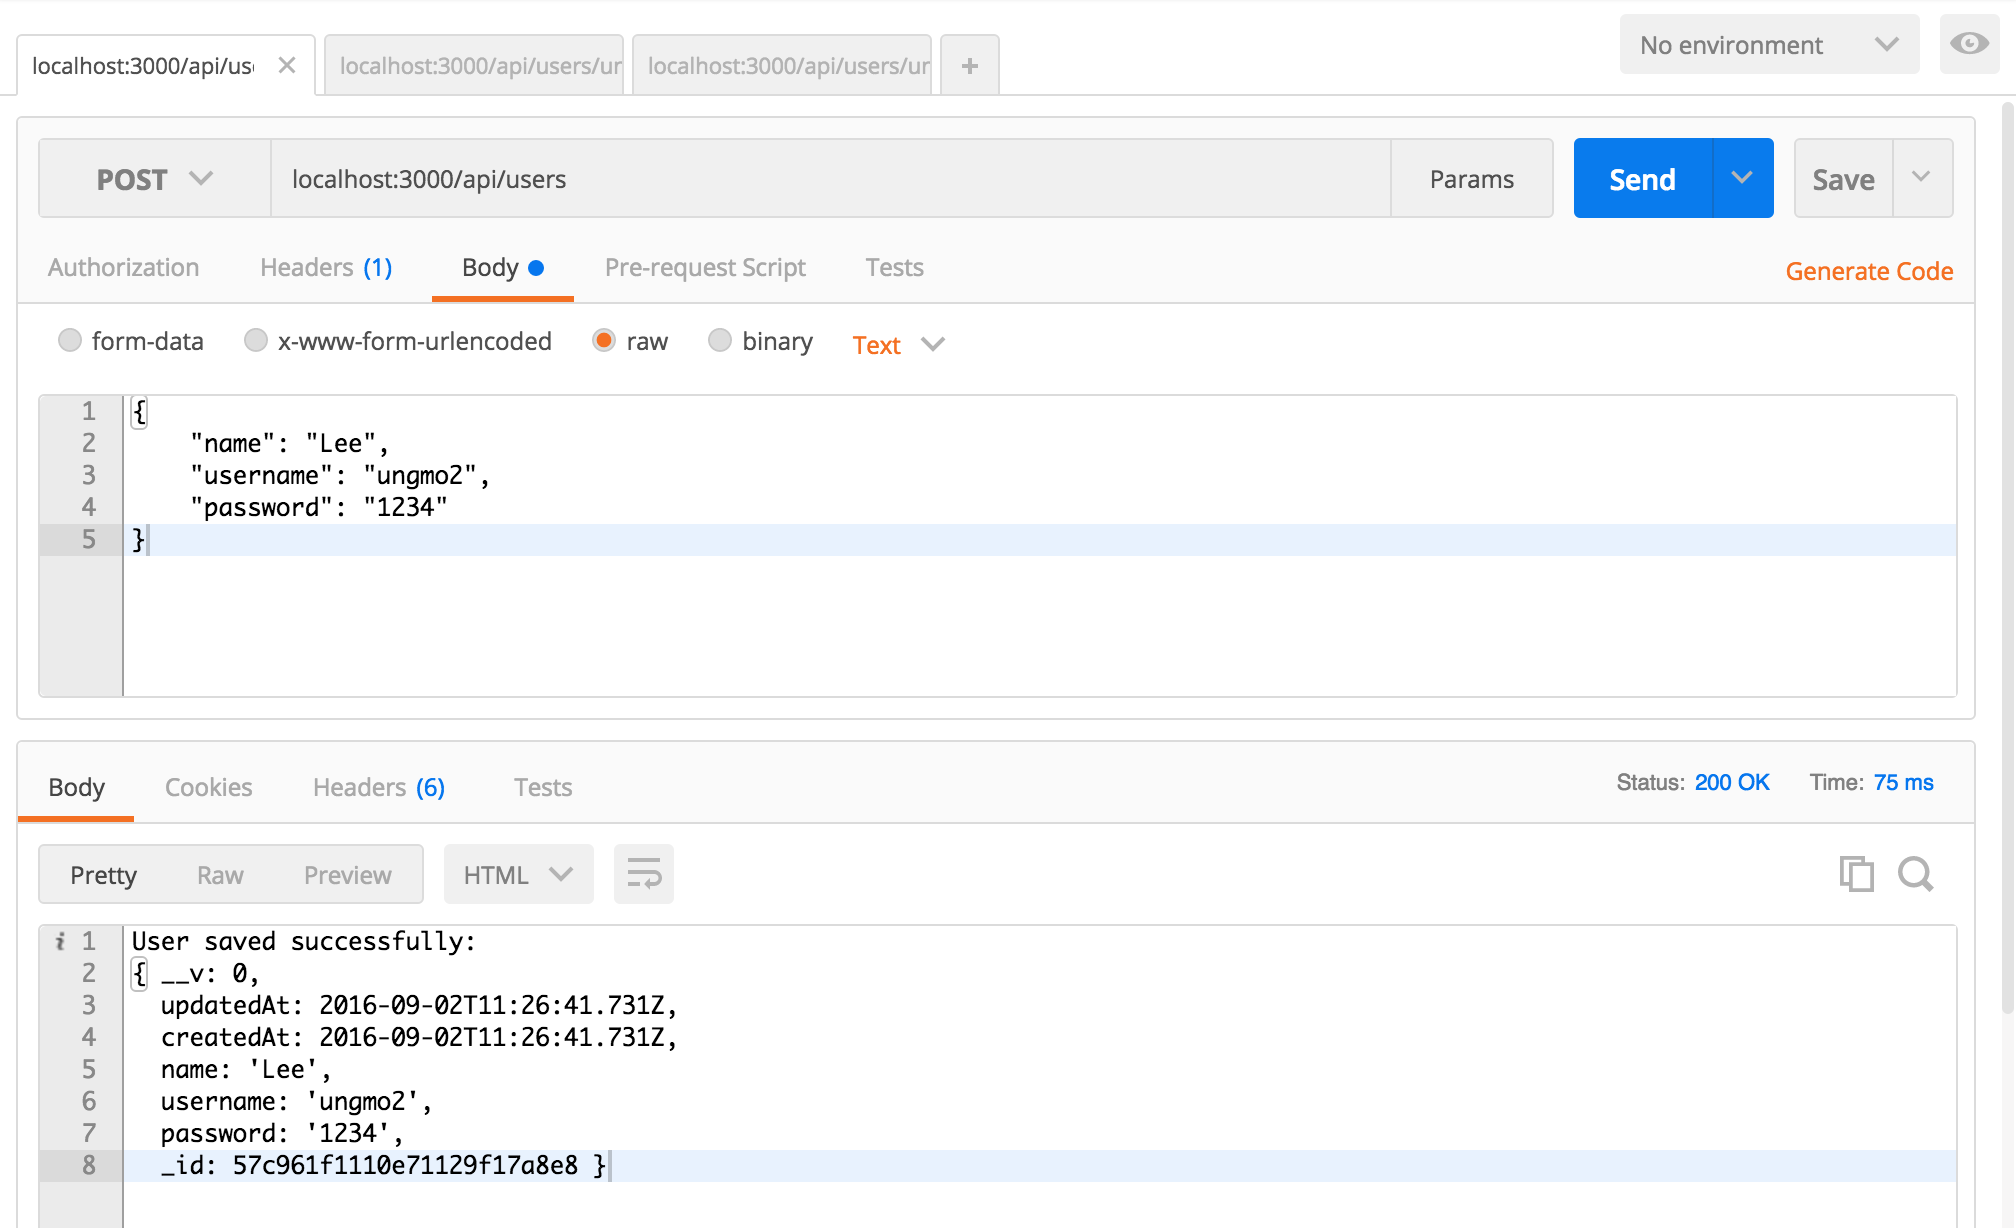 localhost:3000/api/us
localhost:3000/api/users/ur
localhost:3000/api/users/ur
+
No environment
POST
localhost:3000/api/users
Params
Send
Save
Authorization
Headers (1)
Body
Pre-request Script
Tests
Generate Code
form-data
x-www-form-urlencoded
raw
binary
Text
1 {
2     "name": "Lee",
3     "username": "ungmo2",
4     "password": "1234"
5 }
Body
Cookies
Headers (6)
Tests
Status: 200 OK
Time: 75 ms
Pretty
Raw
Preview
HTML
i 1 User saved successfully:
2 { __v: 0,
3   updatedAt: 2016-09-02T11:26:41.731Z,
4   createdAt: 2016-09-02T11:26:41.731Z,
5   name: 'Lee',
6   username: 'ungmo2',
7   password: '1234',
8   _id: 57c961f1110e71129f17a8e8 }